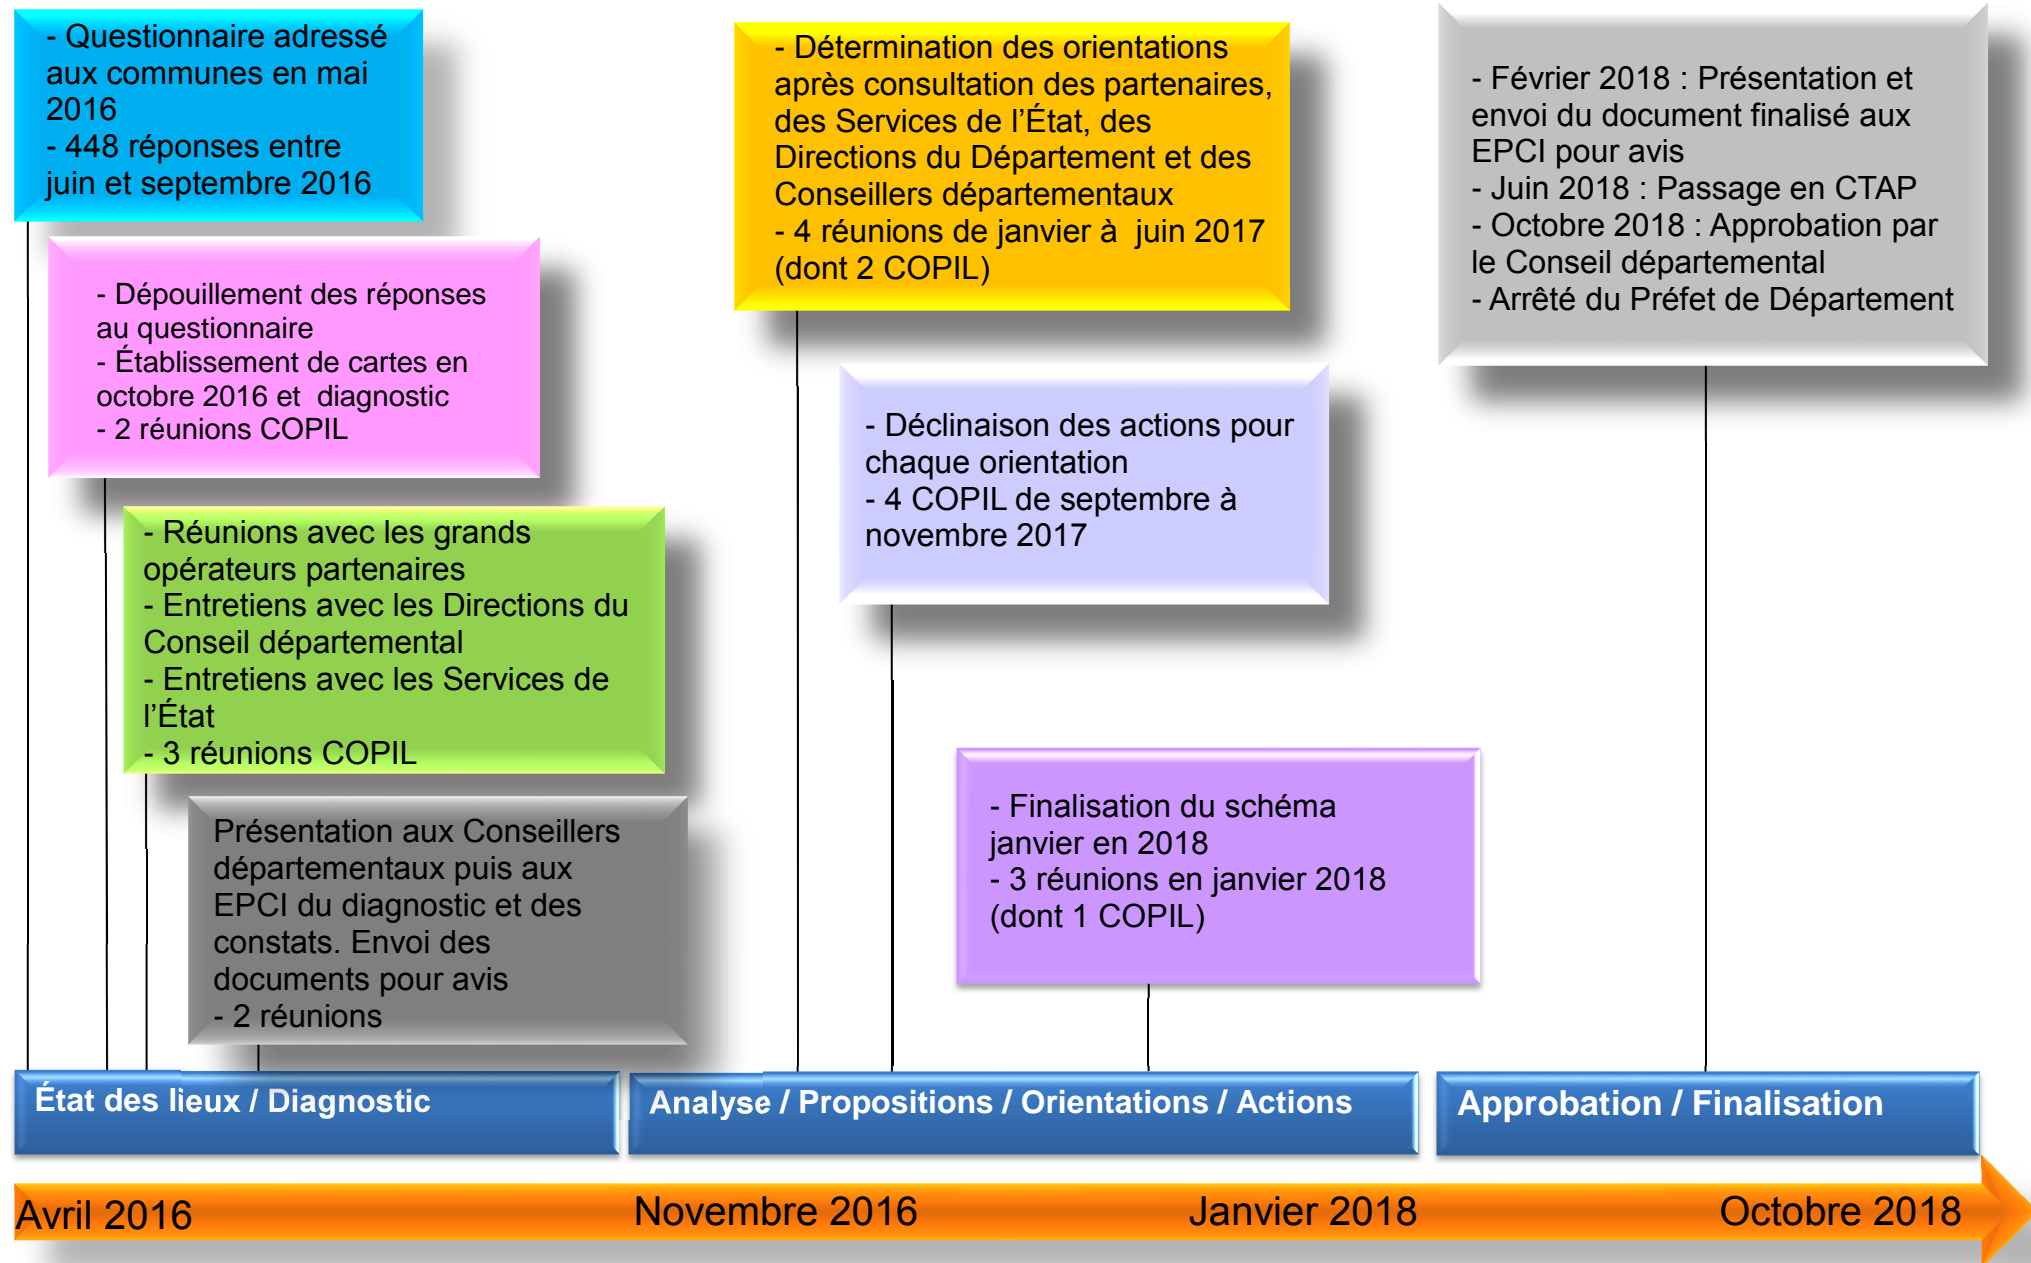 - Questionnaire adressé
aux communes en mai
2016
- 448 réponses entre
juin et septembre 2016
- Dépouillement des réponses
au questionnaire
- Établissement de cartes en
octobre 2016 et diagnostic
- 2 réunions COPIL
- Réunions avec les grands
opérateurs partenaires
- Entretiens avec les Directions du
Conseil départemental
- Entretiens avec les Services de
l’État
- 3 réunions COPIL
Présentation aux Conseillers
départementaux puis aux
EPCI du diagnostic et des
constats. Envoi des
documents pour avis
- 2 réunions
- Détermination des orientations
après consultation des partenaires,
des Services de l’État, des
Directions du Département et des
Conseillers départementaux
- 4 réunions de janvier à juin 2017
(dont 2 COPIL)
- Déclinaison des actions pour
chaque orientation
- 4 COPIL de septembre à
novembre 2017
- Finalisation du schéma
janvier en 2018
- 3 réunions en janvier 2018
(dont 1 COPIL)
- Février 2018 : Présentation et
envoi du document finalisé aux
EPCI pour avis
- Juin 2018 : Passage en CTAP
- Octobre 2018 : Approbation par
le Conseil départemental
- Arrêté du Préfet de Département
État des lieux / Diagnostic
Analyse / Propositions / Orientations / Actions
Approbation / Finalisation
Avril 2016
Novembre 2016
Janvier 2018
Octobre 2018